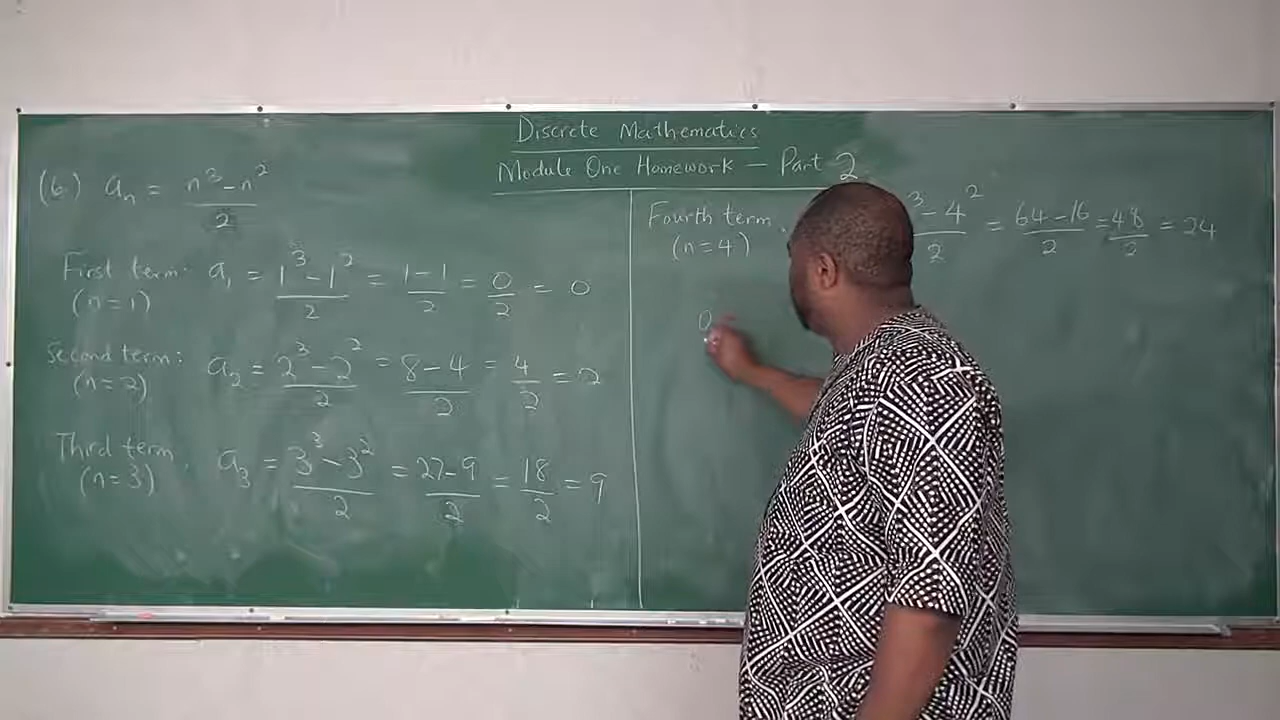 Discrete Mathematics
Module One Homework – Part 2
(6.) aₙ = (n³ – n²)/2
First term: a₁ = (1³ – 1²)/2 = (1 – 1)/2 = 0/2 = 0
(n=1)
Second term: a₂ = (2³ – 2²)/2 = (8 – 4)/2 = 4/2 = 2
(n=2)
Third term. a₃ = (3³ – 3²)/2 = (27 – 9)/2 = 18/2 = 9
(n=3)
Fourth term. ³ – 4²/2 = (64 – 16)/2 = 48/2 = 24
(n=4)
0